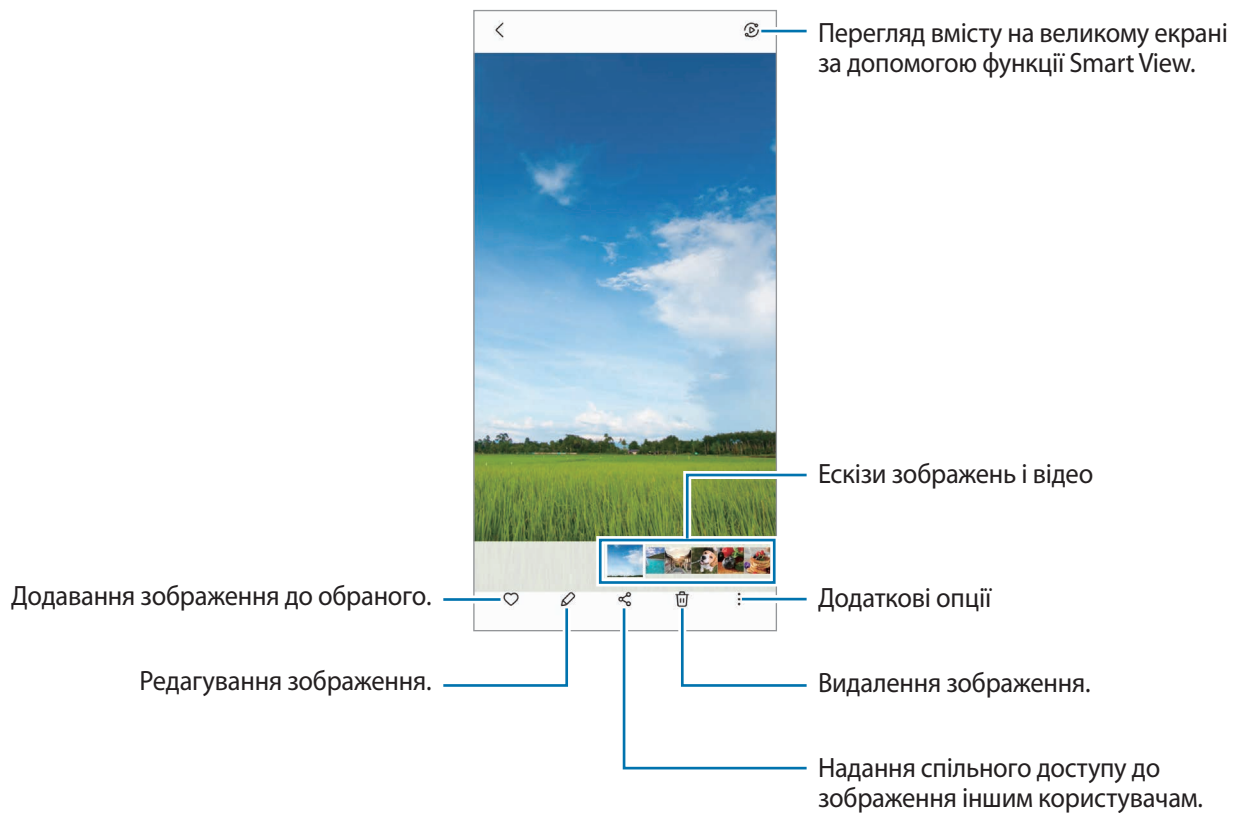 Перегляд вмісту на великому екрані
за допомогою функції Smart View.
Ескізи зображень і відео
Додавання зображення до обраного.
Додаткові опції
Редагування зображення.
Видалення зображення.
Надання спільного доступу до
зображення іншим користувачам.